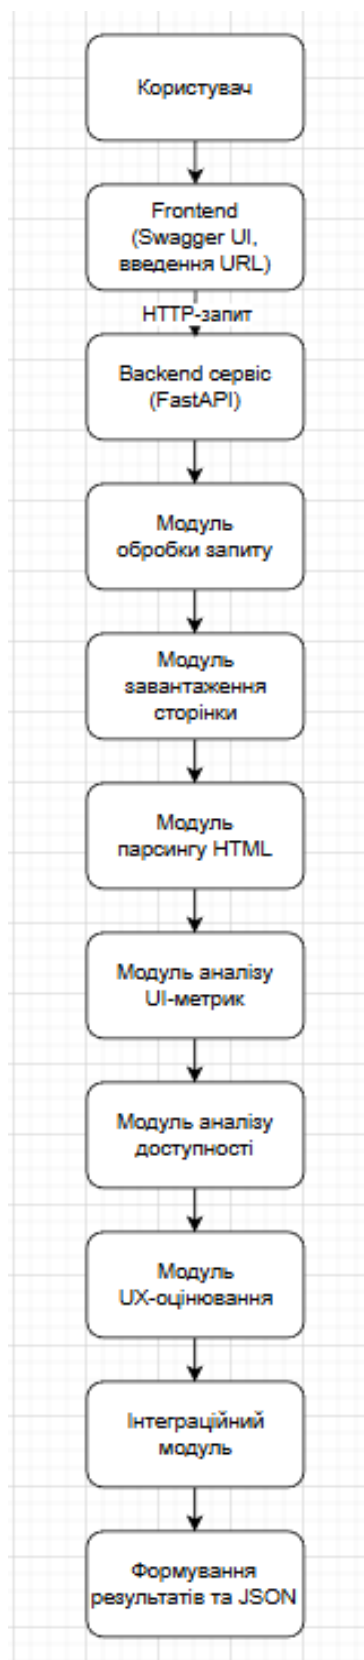 Користувач
Frontend
(Swagger UI,
введення URL)
HTTP-запит
Backend сервіс
(FastAPI)
Модуль
обробки запиту
Модуль
завантаження
сторінки
Модуль
парсингу HTML
Модуль аналізу
UI-метрик
Модуль аналізу
доступності
Модуль
UX-оцінювання
Інтеграційний
модуль
Формування
результатів та JSON